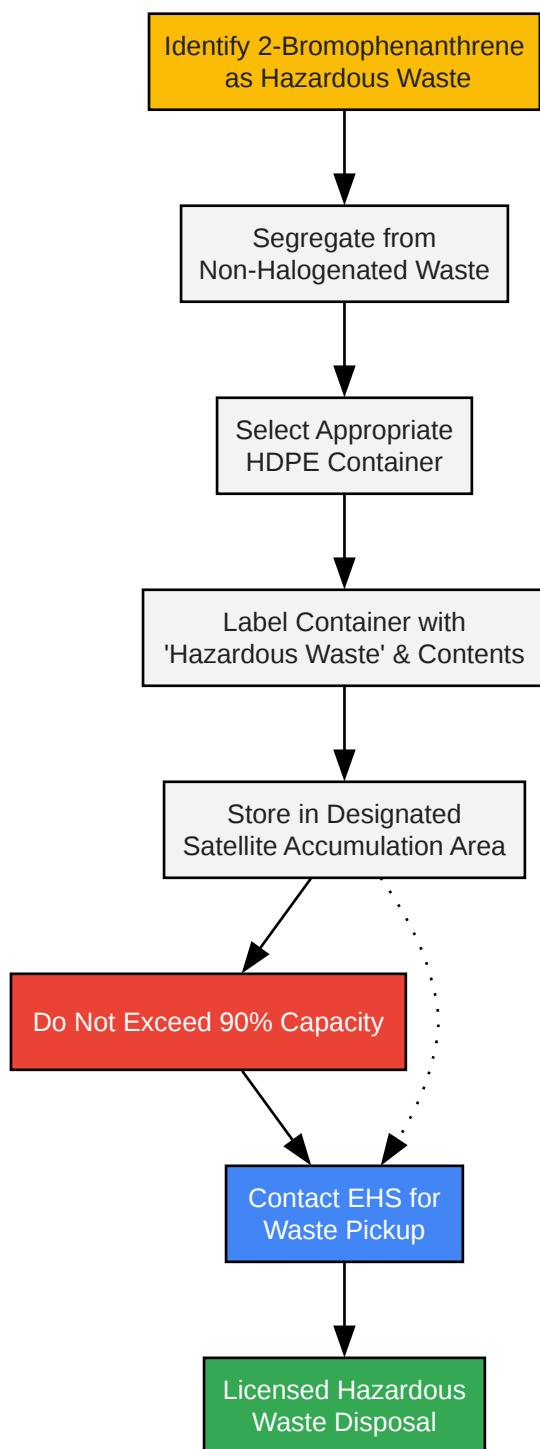 Identify 2-Bromophenanthrene
as Hazardous Waste
Segregate from
Non-Halogenated Waste
Select Appropriate
HDPE Container
Label Container with
'Hazardous Waste' & Contents
Store in Designated
Satellite Accumulation Area
Do Not Exceed 90% Capacity
Contact EHS for
Waste Pickup
Licensed Hazardous
Waste Disposal